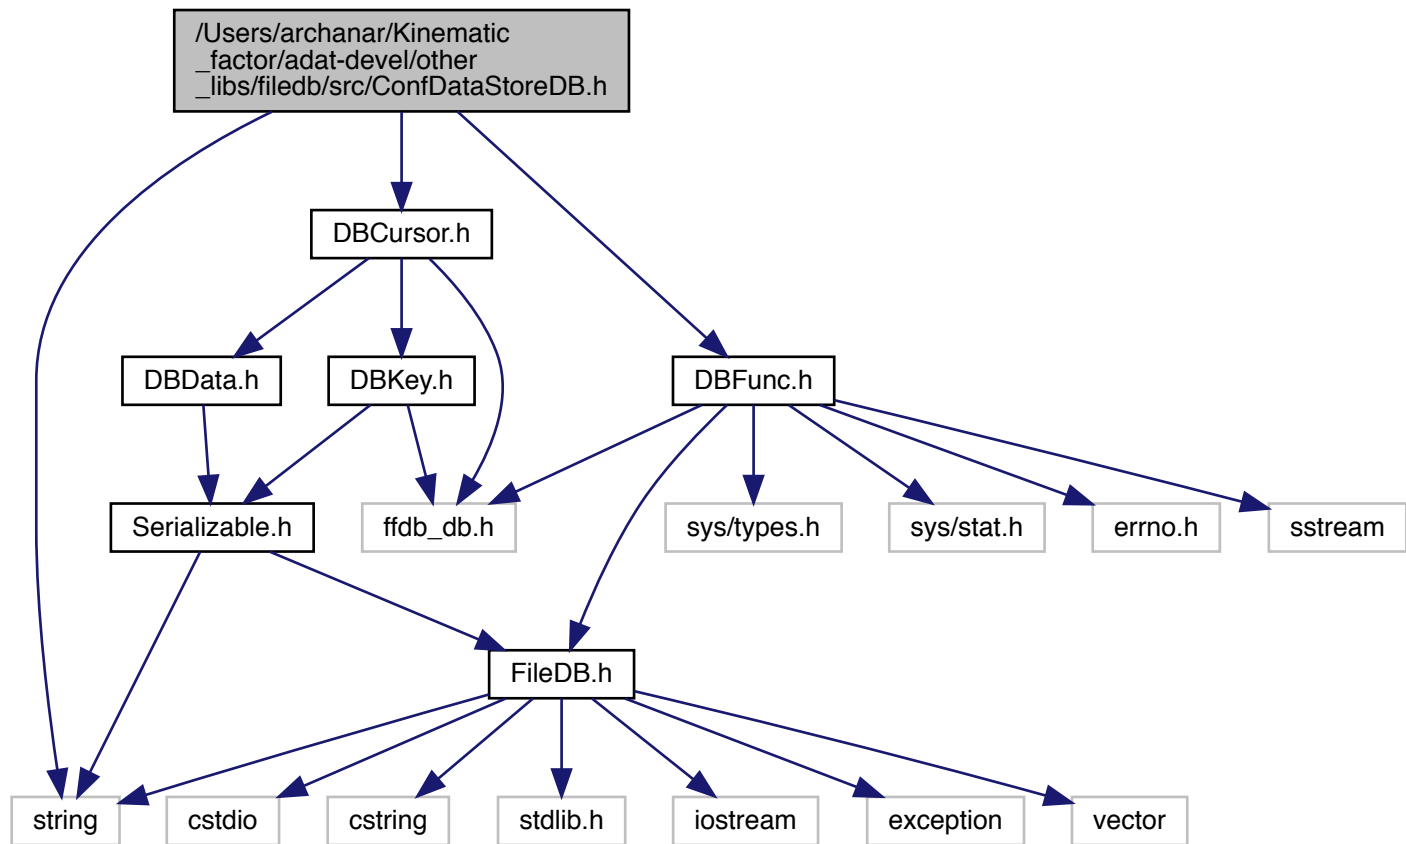 /Users/archanar/Kinematic
_factor/adat-devel/other
_libs/filedb/src/ConfDataStoreDB.h
DBCursor.h
DBData.h
DBKey.h
DBFunc.h
Serializable.h
ffdb_db.h
sys/types.h
sys/stat.h
errno.h
sstream
FileDB.h
string
cstdio
cstring
stdlib.h
iostream
exception
vector